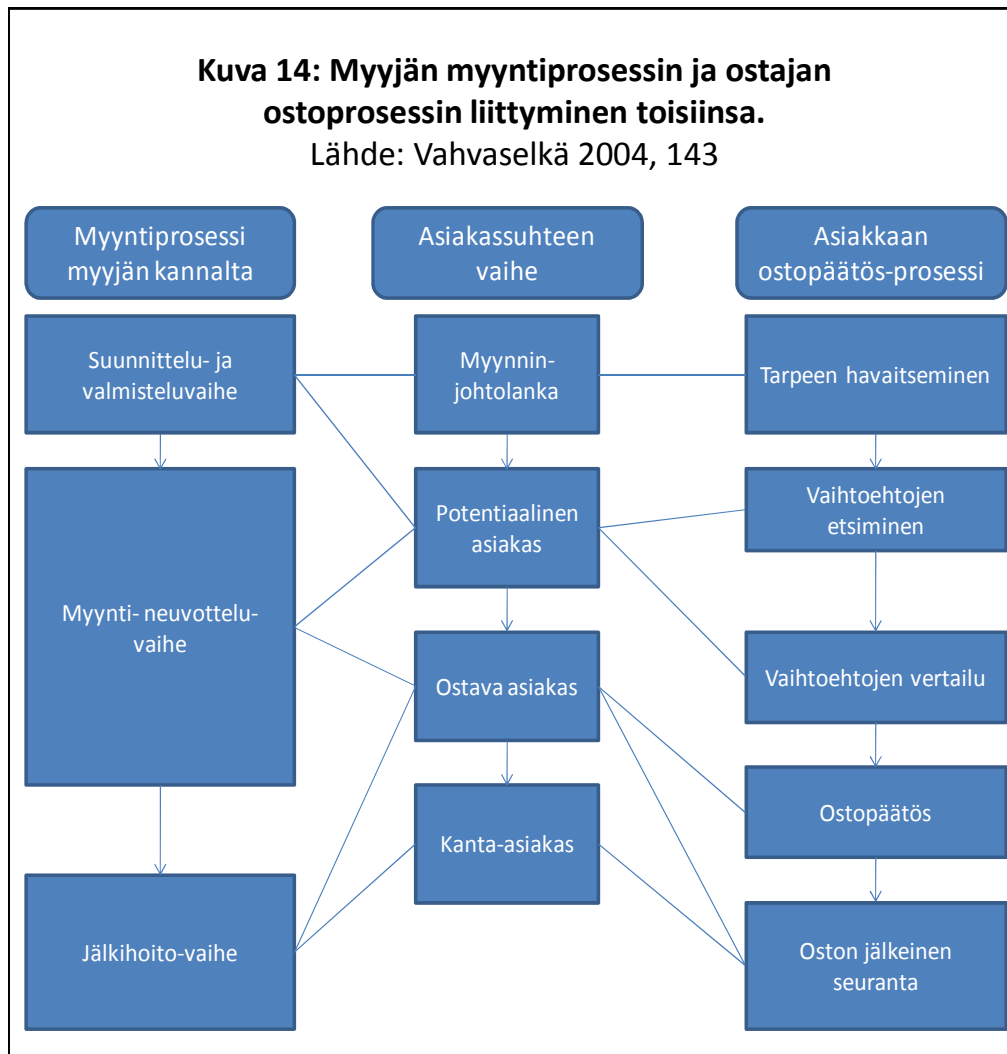 Kuva 14: Myyjän myyntiprosessin ja ostajan
ostoprosessin liittyminen toisiinsa.
Lähde: Vahvaselkä 2004, 143
Myyntiprosessi
myyjän kannalta
Asiakassuhteen
vaihe
Asiakkaan
ostopäätös-prosessi
Suunnittelu- ja
valmisteluvaihe
Myynnin-
johtolanka
Tarpeen havaitseminen
Potentiaalinen
asiakas
Vaihtoehtojen
etsiminen
Myynti- neuvottelu-
vaihe
Ostava asiakas
Vaihtoehtojen vertailu
Kanta-asiakas
Ostopäätös
Jälkihoito-vaihe
Oston jälkeinen
seuranta